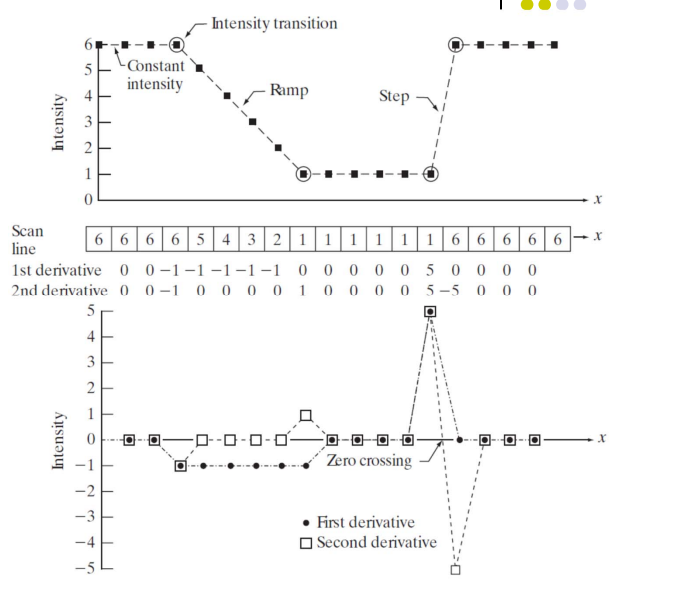 Intensity transition
6
Constant
intensity
5
Ramp
Step
4
3
2
1
0
x
Intensity
Scan
line
6 6 6 6 5 4 3 2 1 1 1 1 1 1 6 6 6 6 6 x
1st derivative 0 0 −1 −1 −1 −1 −1 0 0 0 0 0 5 0 0 0 0
2nd derivative 0 0 −1 0 0 0 0 1 0 0 0 0 5 −5 0 0 0
5
4
3
2
1
0
x
Intensity
Zero crossing
−1
−2
−3
−4
−5
First derivative
Second derivative